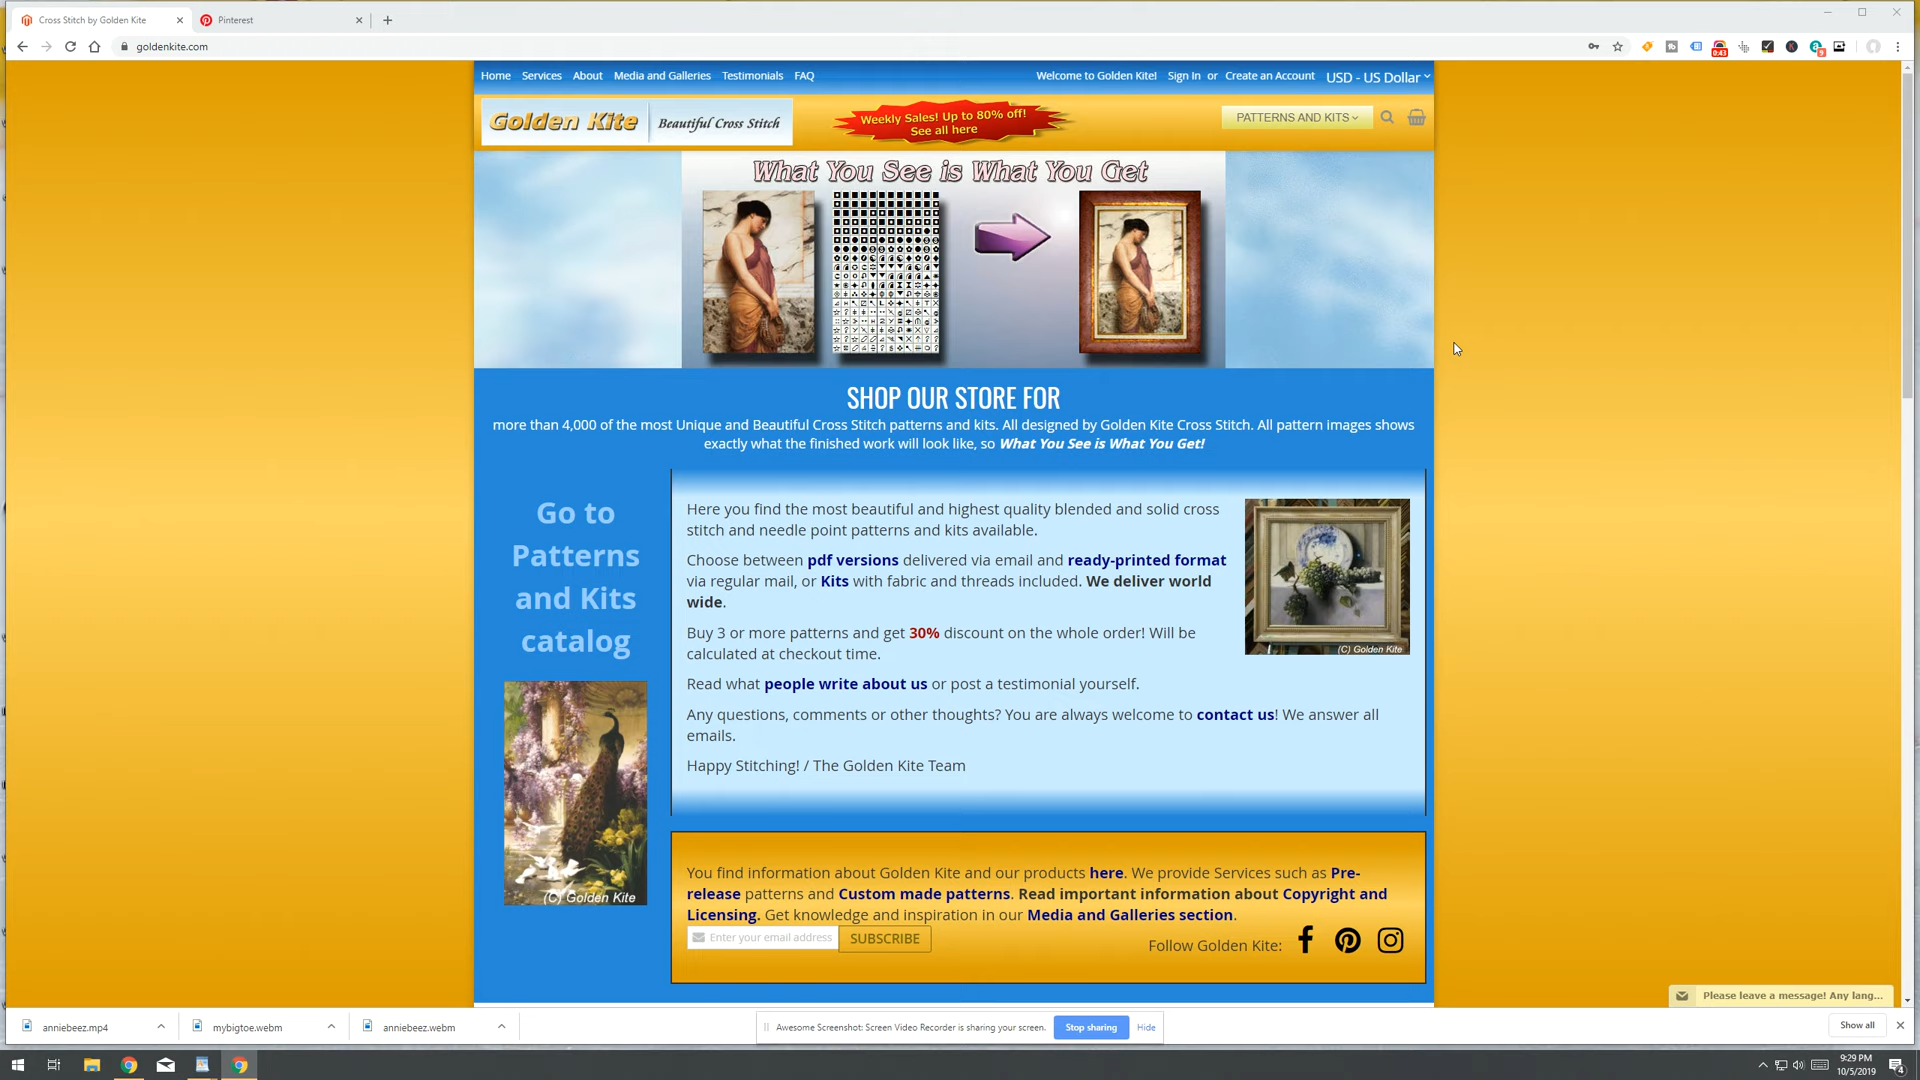 Cross Stitch by Golden Kite
Pinterest
goldenkite.com
0:43
9
Home Services About Media and Galleries Testimonials FAQ
Welcome to Golden Kite! Sign In or Create an Account USD - US Dollar
Golden Kite Beautiful Cross Stitch
Weekly Sales! Up to 80% off!
See all here
PATTERNS AND KITS
What You See is What You Get
SHOP OUR STORE FOR
more than 4,000 of the most Unique and Beautiful Cross Stitch patterns and kits. All designed by Golden Kite Cross Stitch. All pattern images shows
exactly what the finished work will look like, so What You See is What You Get!
Go to
Patterns
and Kits
catalog
(C) Golden Kite
Here you find the most beautiful and highest quality blended and solid cross
stitch and needle point patterns and kits available.
Choose between pdf versions delivered via email and ready-printed format
via regular mail, or Kits with fabric and threads included. We deliver world
wide.
Buy 3 or more patterns and get 30% discount on the whole order! Will be
calculated at checkout time.
Read what people write about us or post a testimonial yourself.
Any questions, comments or other thoughts? You are always welcome to contact us! We answer all
emails.
Happy Stitching! / The Golden Kite Team
(C) Golden Kite
You find information about Golden Kite and our products here. We provide Services such as Pre-
release patterns and Custom made patterns. Read important information about Copyright and
Licensing. Get knowledge and inspiration in our Media and Galleries section.
Enter your email address SUBSCRIBE
Follow Golden Kite:
Please leave a message! Any lang...
anniebeez.mp4
mybigtoe.webm
anniebeez.webm
Awesome Screenshot: Screen Video Recorder is sharing your screen. Stop sharing Hide
Show all
9:29 PM
10/5/2019
4